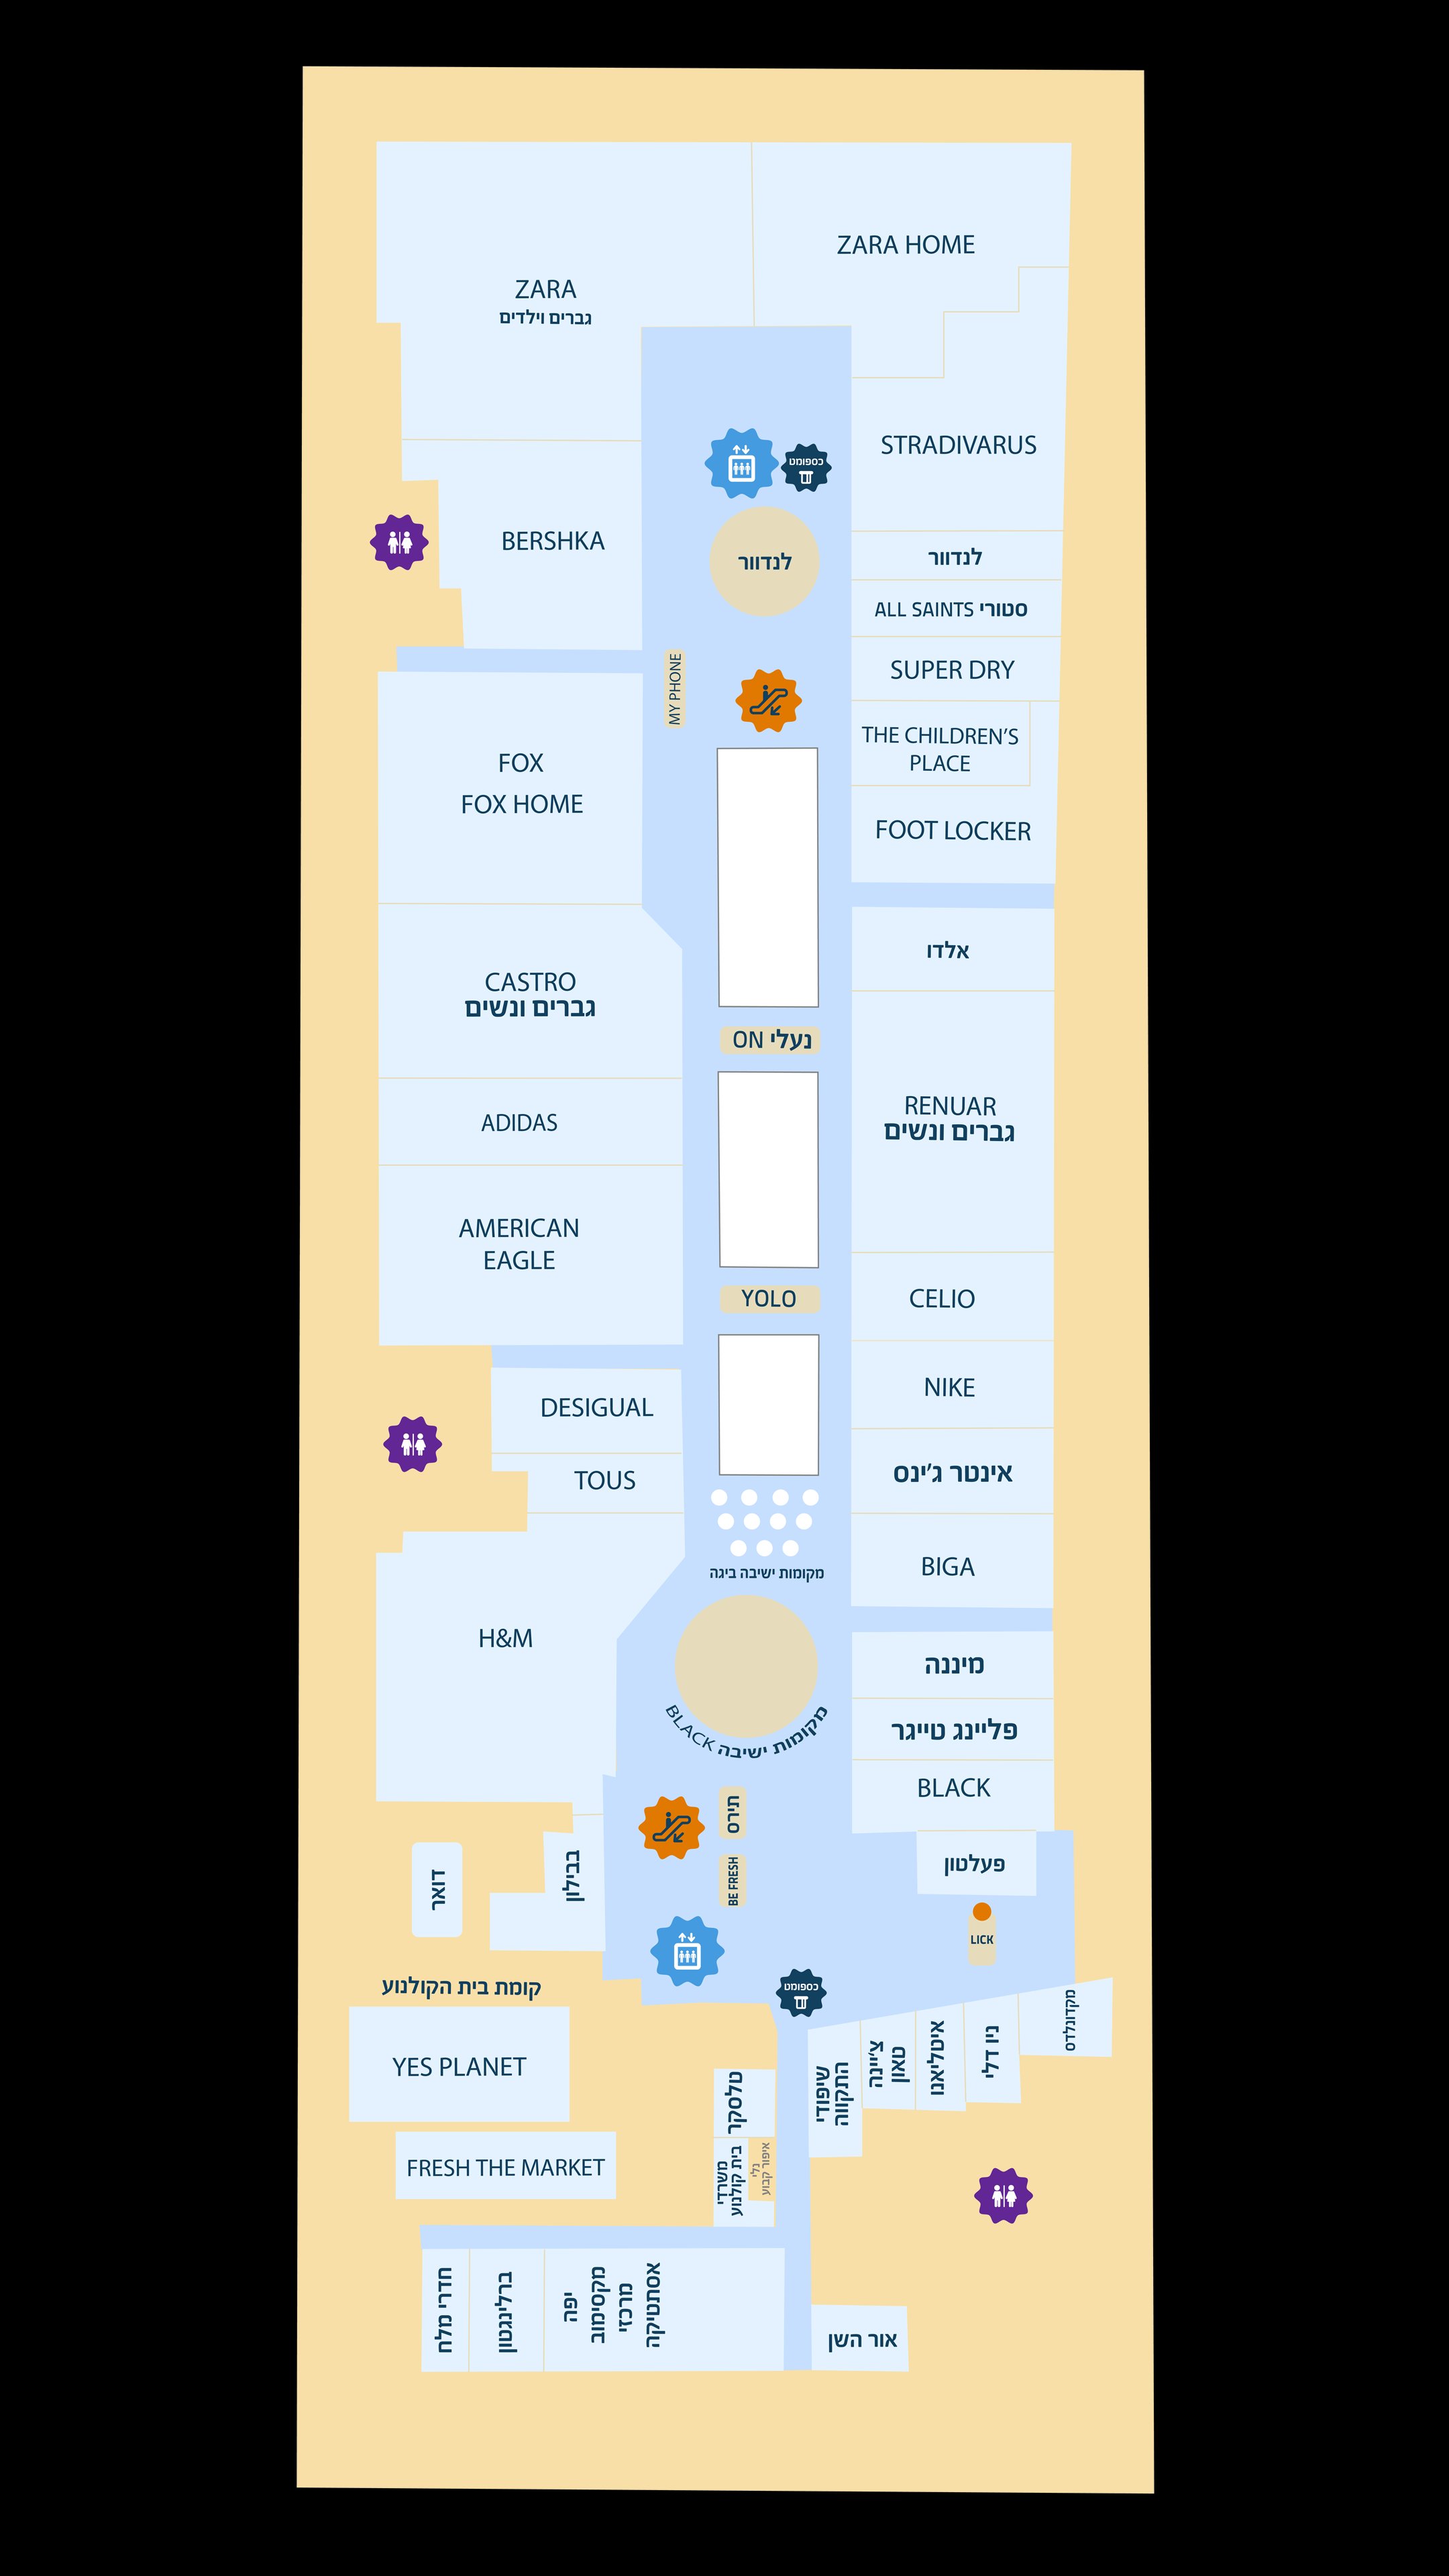 ZARA HOME
ZARA
גברים וילדים
STRADIVARUS
כספומט
BERSHKA
לנדוור
לנדוור
ALL SAINTS סטורי
SUPER DRY
MY PHONE
THE CHILDREN'S
PLACE
FOX
FOX HOME
FOOT LOCKER
אלדו
CASTRO
גברים ונשים
נעלי ON
RENUAR
גברים ונשים
ADIDAS
AMERICAN
EAGLE
YOLO
CELIO
NIKE
DESIGUAL
TOUS
אינטר ג'ינס
מקומות ישיבה ביגה
BIGA
H&M
מיננה
מקומות ישיבה BLACK
פליינג טייגר
BLACK
תירס
פעלטון
בבילון
דואר
BE FRESH
LICK
כספומט
קומת בית הקולנוע
YES PLANET
מקדונלדס
ניו דלי
איטליאנו
צ'יינה
טאון
שיפודי
התקווה
טלסקר
FRESH THE MARKET
משרדי
בית קולנוע
גלי
איפור קבוע
חדרי מלח
ברלינגטון
יפה
מקסימוב
מרכזי
אסתטיקה
אור השן